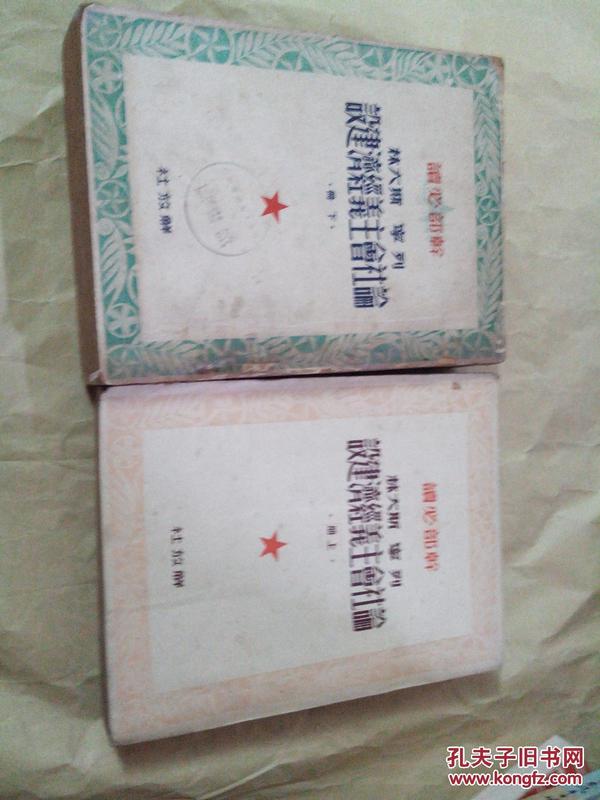 幹部必讀
列寧 斯大林
論社會主義經濟建設
·下冊·
解放社
幹部必讀
列寧 斯大林
論社會主義經濟建設
·上冊·
解放社
孔夫子旧书网
www.kongfz.com